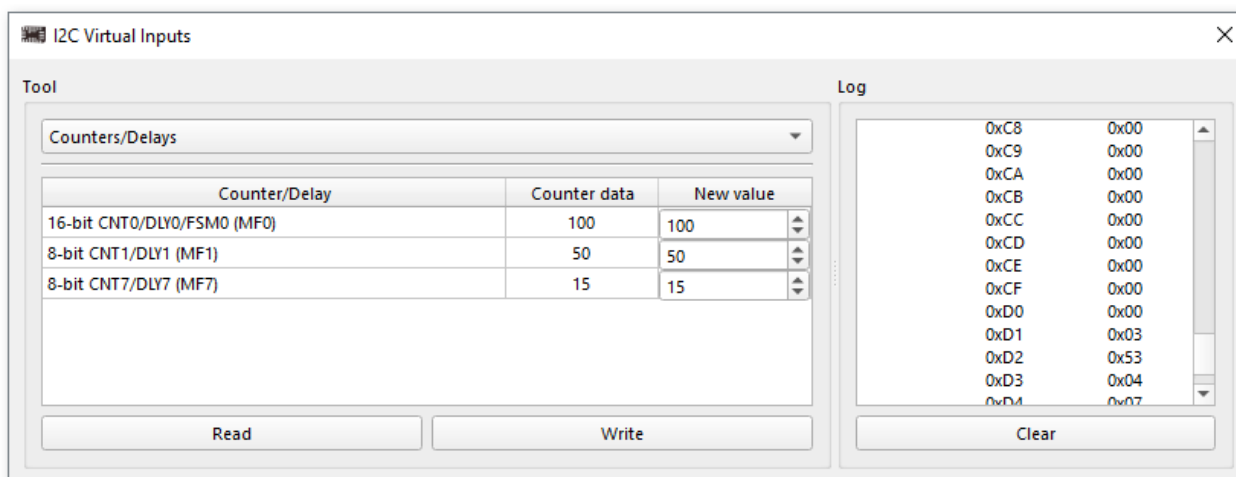 I2C Virtual Inputs
Tool
Counters/Delays
Counter/Delay Counter data New value
16-bit CNT0/DLY0/FSM0 (MF0) 100 100
8-bit CNT1/DLY1 (MF1) 50 50
8-bit CNT7/DLY7 (MF7) 15 15
Read Write
Log
0xC8 0x00
0xC9 0x00
0xCA 0x00
0xCB 0x00
0xCC 0x00
0xCD 0x00
0xCE 0x00
0xCF 0x00
0xD0 0x00
0xD1 0x03
0xD2 0x53
0xD3 0x04
0xD4 0x07
Clear